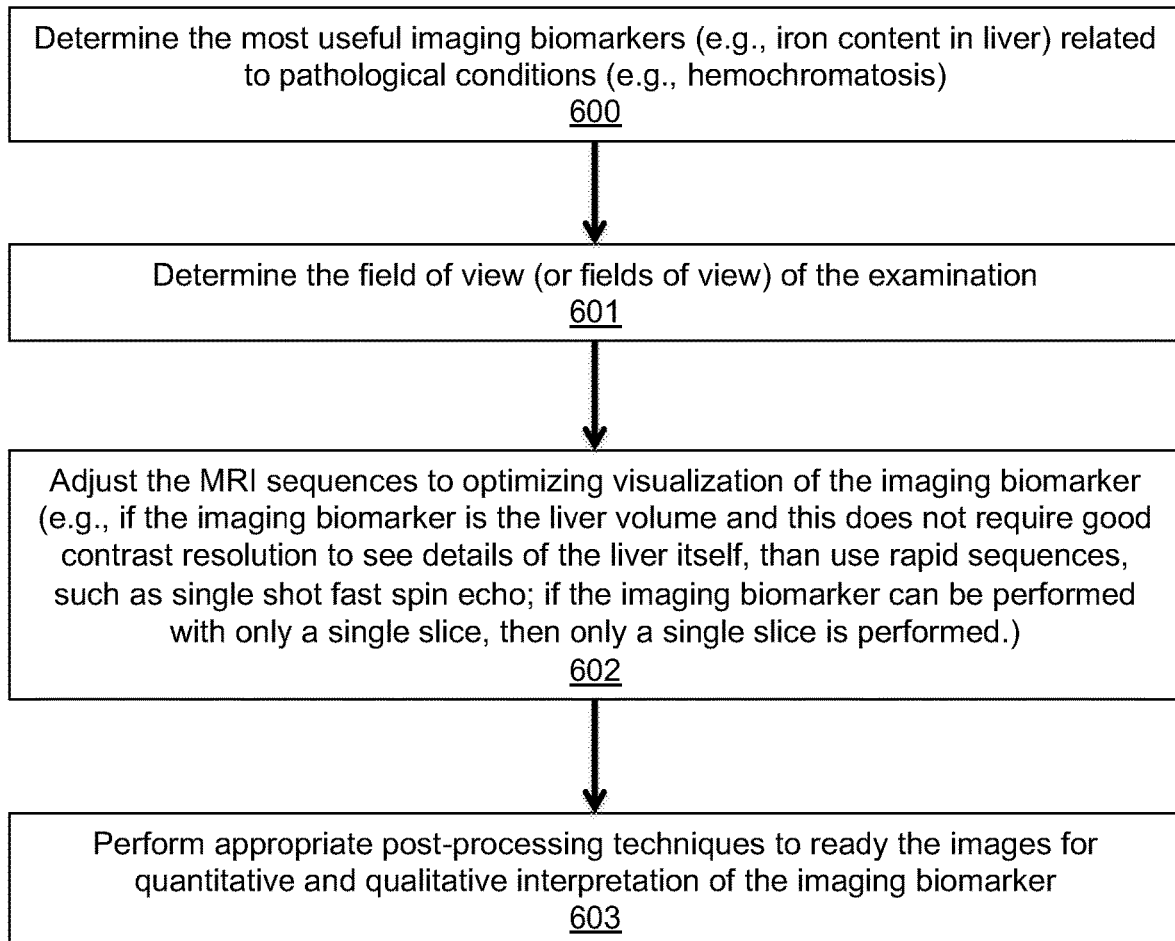 Determine the most useful imaging biomarkers (e.g., iron content in liver) related
to pathological conditions (e.g., hemochromatosis)
600
Determine the field of view (or fields of view) of the examination
601
Adjust the MRI sequences to optimizing visualization of the imaging biomarker
(e.g., if the imaging biomarker is the liver volume and this does not require good
contrast resolution to see details of the liver itself, than use rapid sequences,
such as single shot fast spin echo; if the imaging biomarker can be performed
with only a single slice, then only a single slice is performed.)
602
Perform appropriate post-processing techniques to ready the images for
quantitative and qualitative interpretation of the imaging biomarker
603